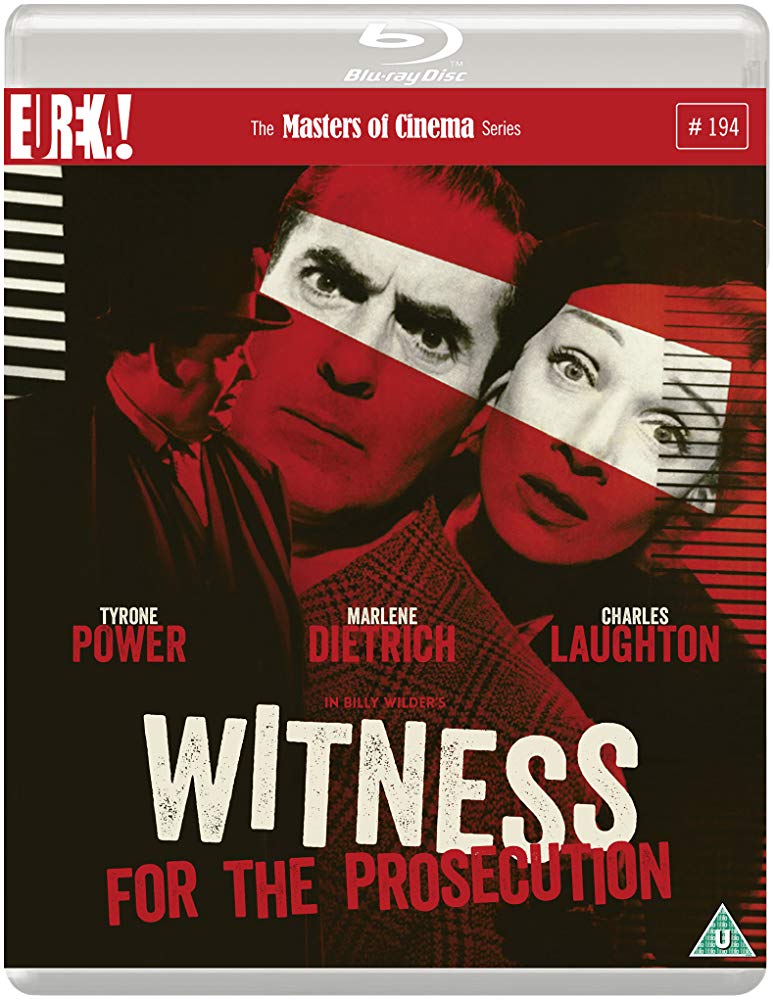 Blu-ray Disc™
EUREKA!
The Masters of Cinema Series
# 194
TYRONE
POWER
MARLENE
DIETRICH
CHARLES
LAUGHTON
IN BILLY WILDER'S
WITNESS
FOR THE PROSECUTION
U